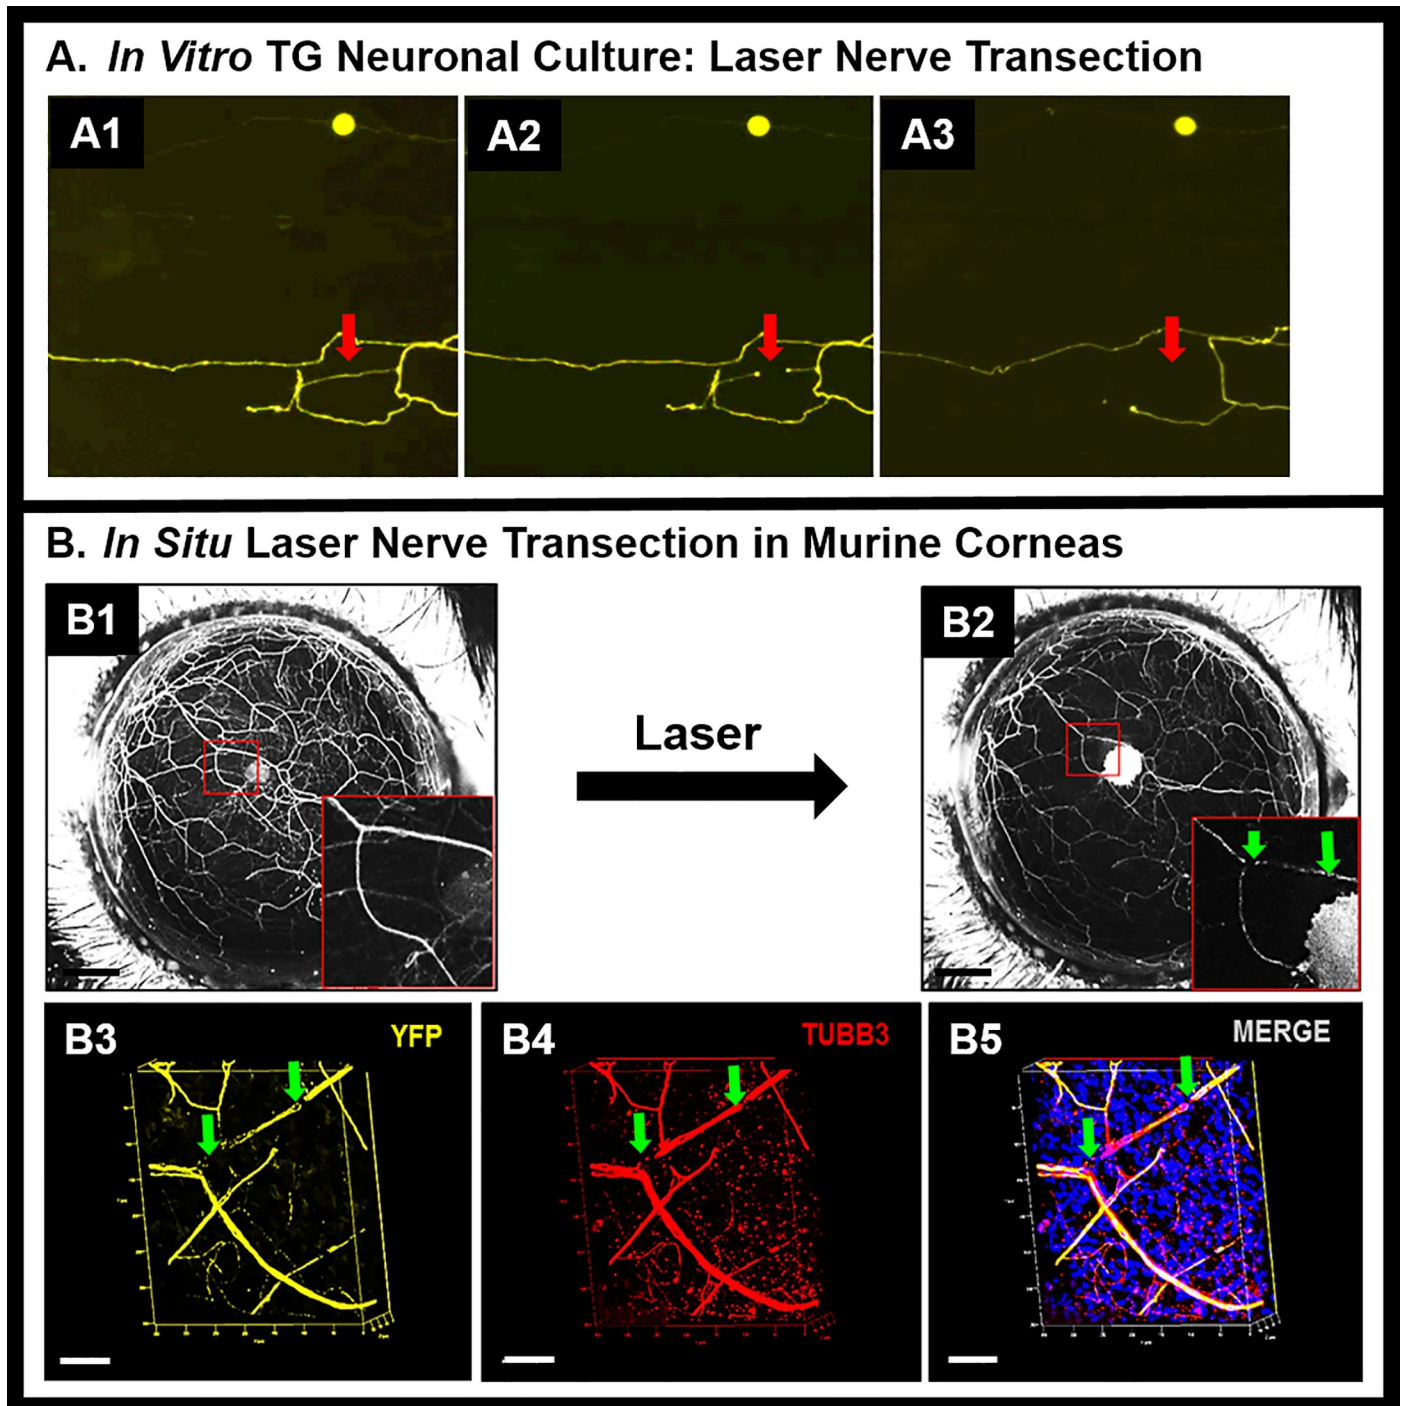 A. In Vitro TG Neuronal Culture: Laser Nerve Transection
A1
A2
A3
B. In Situ Laser Nerve Transection in Murine Corneas
B1
Laser
B2
B3
YFP
B4
TUBB3
B5
MERGE